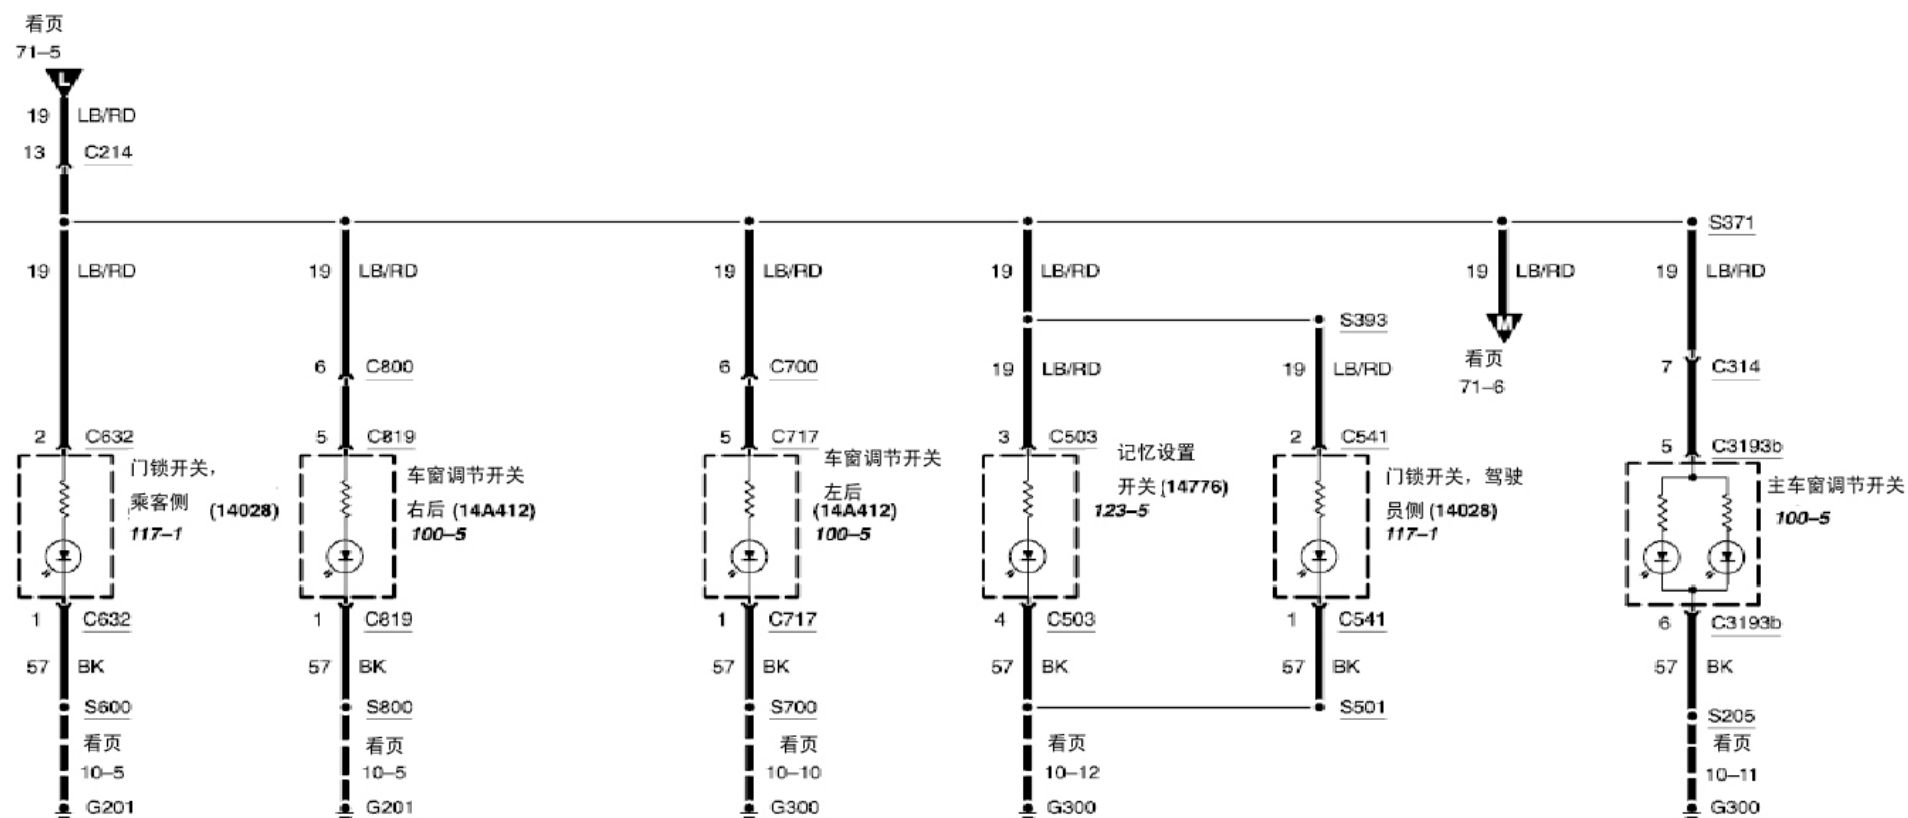 看页
71–5
L
19 LB/RD
13 C214
S371
19 LB/RD
19 LB/RD
19 LB/RD
19 LB/RD
19 LB/RD
19 LB/RD
S393
M
看页
71–6
6 C800
6 C700
19 LB/RD
19 LB/RD
7 C314
2 C632
5 C819
5 C717
3 C503
2 C541
5 C3193b
门锁开关，
乘客侧 (14028)
117–1
车窗调节开关
右后 (14A412)
100–5
车窗调节开关
左后
(14A412)
100–5
记忆设置
开关 (14776)
123–5
门锁开关，驾驶
员侧 (14028)
117–1
主车窗调节开关
100–5
1 C632
1 C819
1 C717
4 C503
1 C541
6 C3193b
57 BK
57 BK
57 BK
57 BK
57 BK
57 BK
S600
S800
S700
S501
S205
看页
10–5
看页
10–5
看页
10–10
看页
10–12
看页
10–11
G201
G201
G300
G300
G300